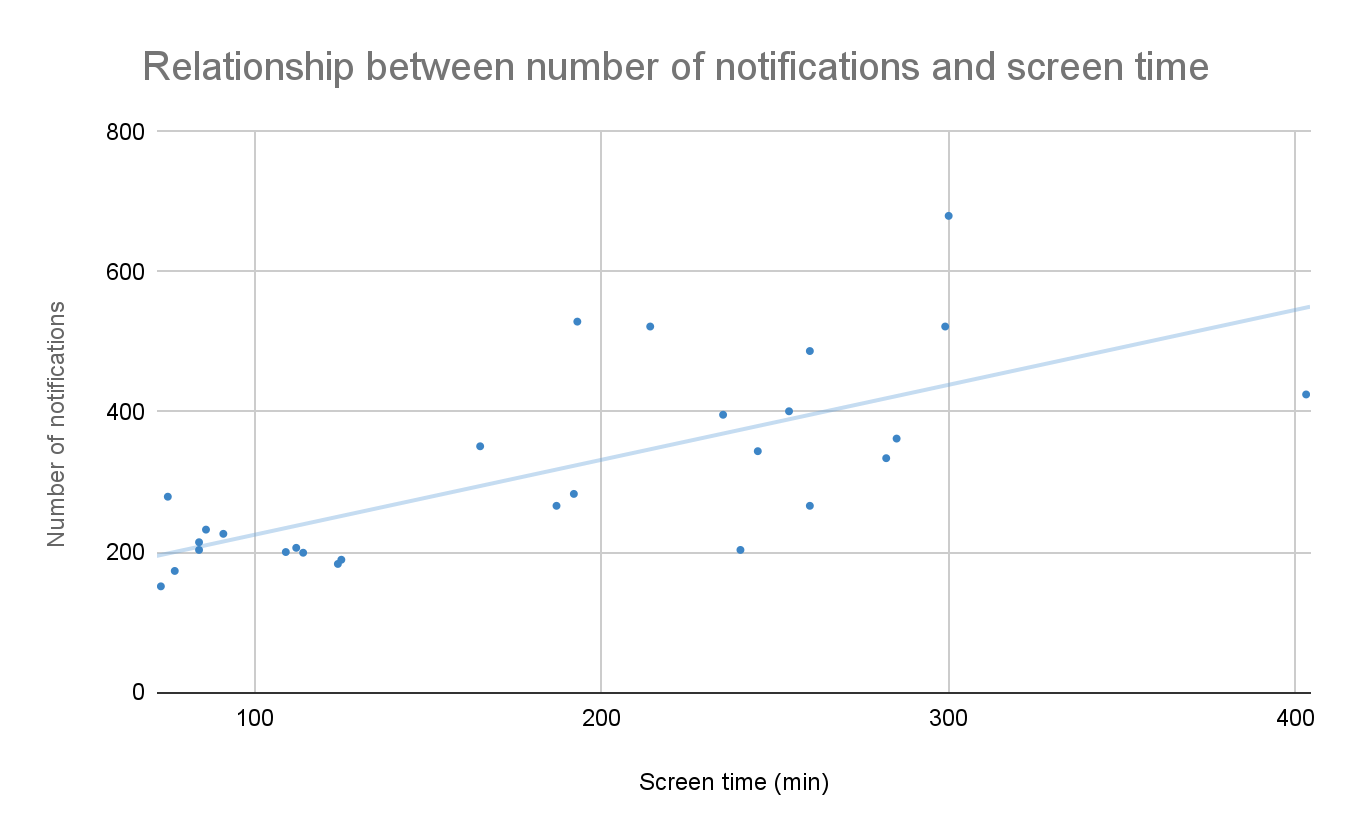 Relationship between number of notifications and screen time
800
600
400
200
0
Number of notifications
100 200 300 400
Screen time (min)